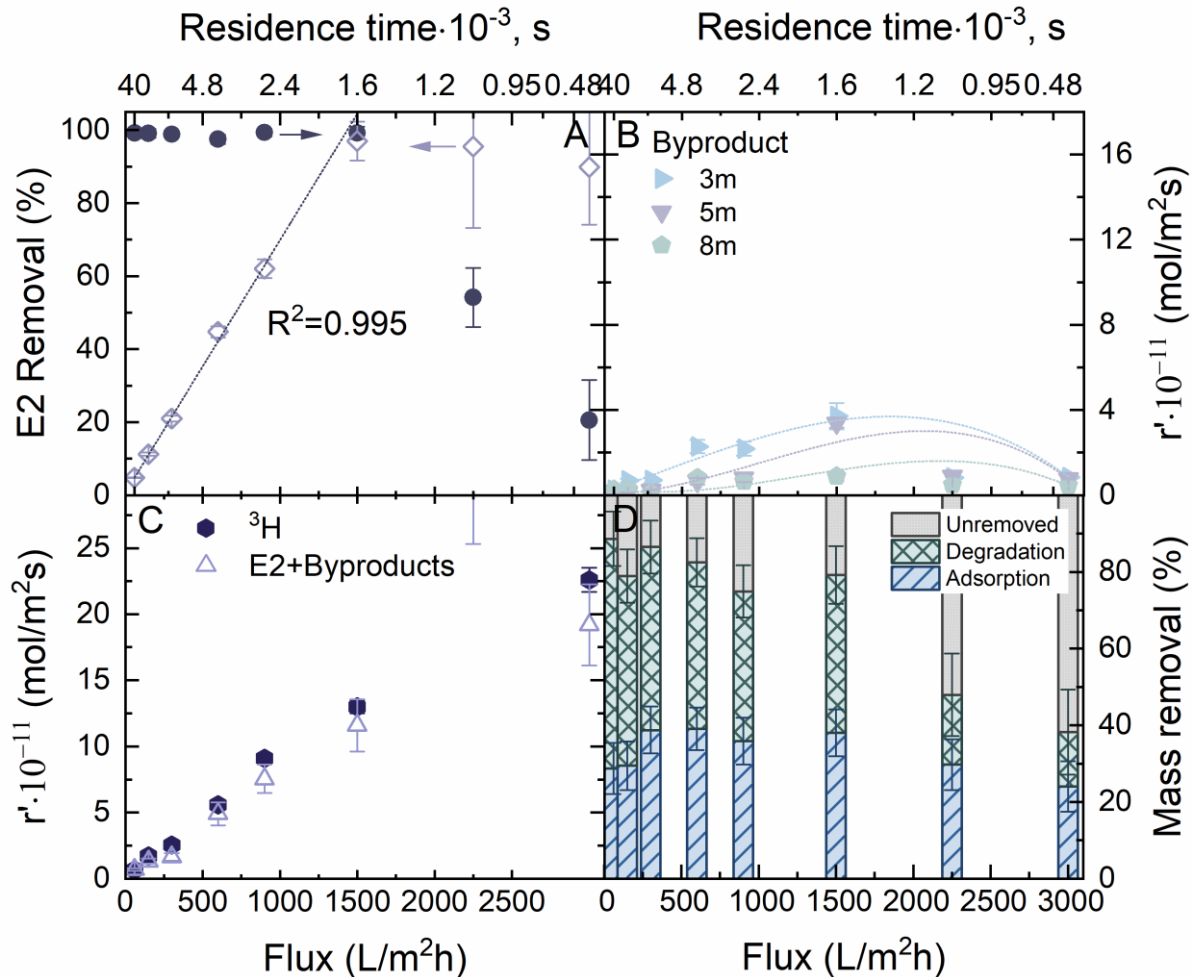 Residence time·10⁻³, s
Residence time·10⁻³, s
40 4.8 2.4 1.6 1.2 0.95 0.48
40 4.8 2.4 1.6 1.2 0.95 0.48
A
100
80
60
40
20
0
E2 Removal (%)
R²=0.995
B
Byproduct
3m
5m
8m
16
12
8
4
0
r'·10⁻¹¹ (mol/m²s)
C
³H
E2+Byproducts
25
20
15
10
5
0
r'·10⁻¹¹ (mol/m²s)
D
Unremoved
Degradation
Adsorption
80
60
40
20
0
Mass removal (%)
0 500 1000 1500 2000 2500
0 500 1000 1500 2000 2500 3000
Flux (L/m²h)
Flux (L/m²h)